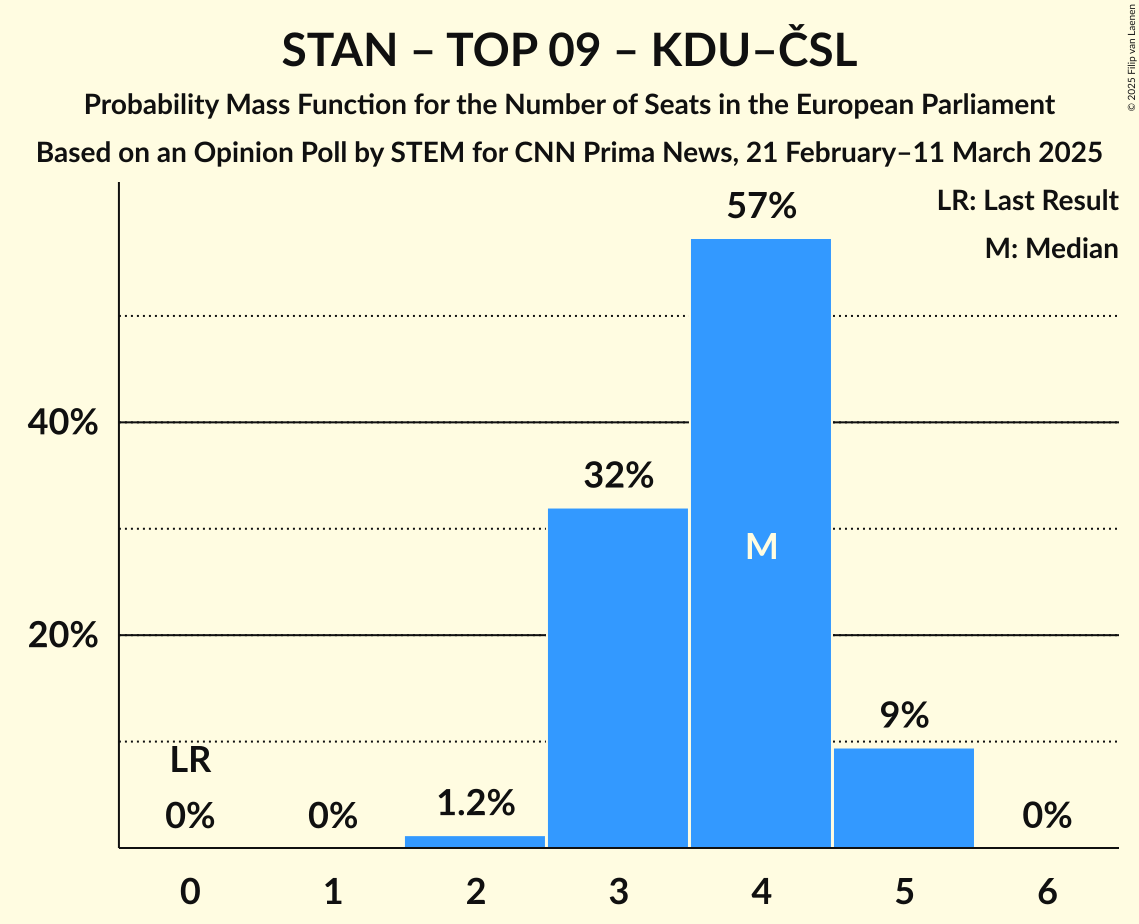 STAN – TOP 09 – KDU–ČSL
Probability Mass Function for the Number of Seats in the European Parliament
Based on an Opinion Poll by STEM for CNN Prima News, 21 February–11 March 2025
© 2025 Filip van Laenen
LR: Last Result
M: Median
57%
40%
32%
M
20%
9%
LR
1.2%
0% 0% 0%
0 1 2 3 4 5 6